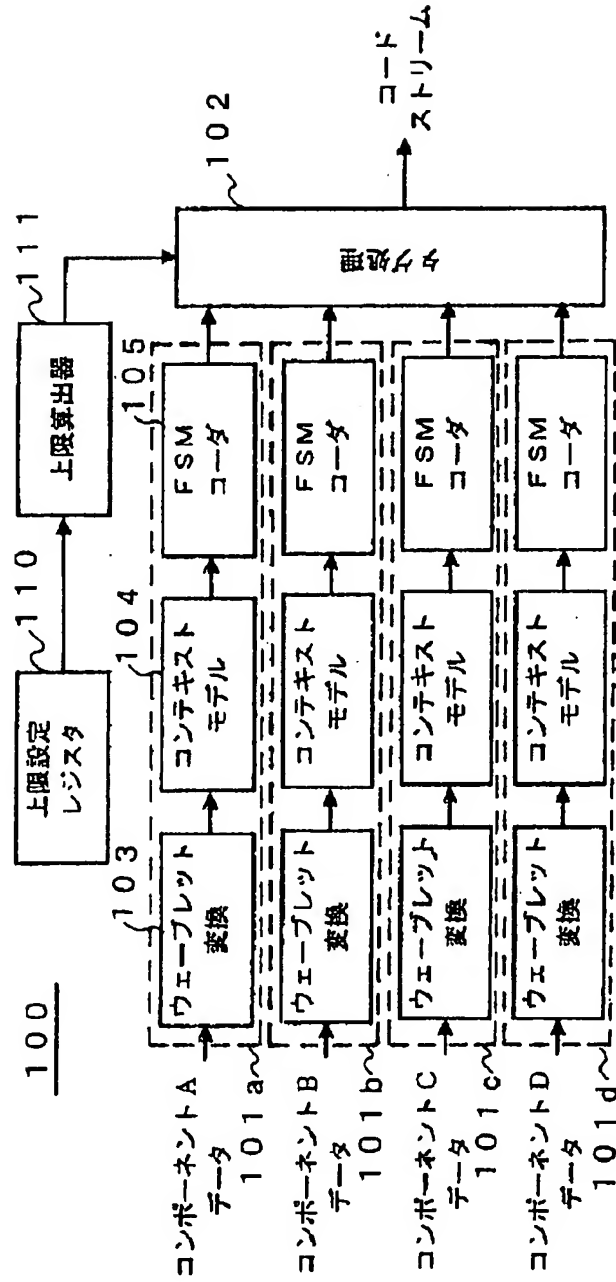 １００
上限設定
レジスタ
１１０
上限算出器
１１１
１０３
１０４
１０５
１０２
コンポーネントA
データ
１０１a
ウェーブレット
変換
コンテキスト
モデル
ＦＳＭ
コーダ
コンポーネントB
データ
１０１b
ウェーブレット
変換
コンテキスト
モデル
ＦＳＭ
コーダ
コンポーネントC
データ
１０１c
ウェーブレット
変換
コンテキスト
モデル
ＦＳＭ
コーダ
コンポーネントD
データ
１０１d
ウェーブレット
変換
コンテキスト
モデル
ＦＳＭ
コーダ
タグ処理
コード
ストリーム